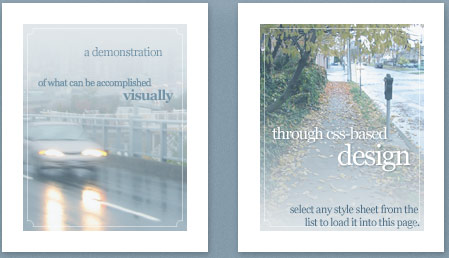 a demonstration
of what can be accomplished
visually
through css-based
design
select any style sheet from the
list to load it into this page.